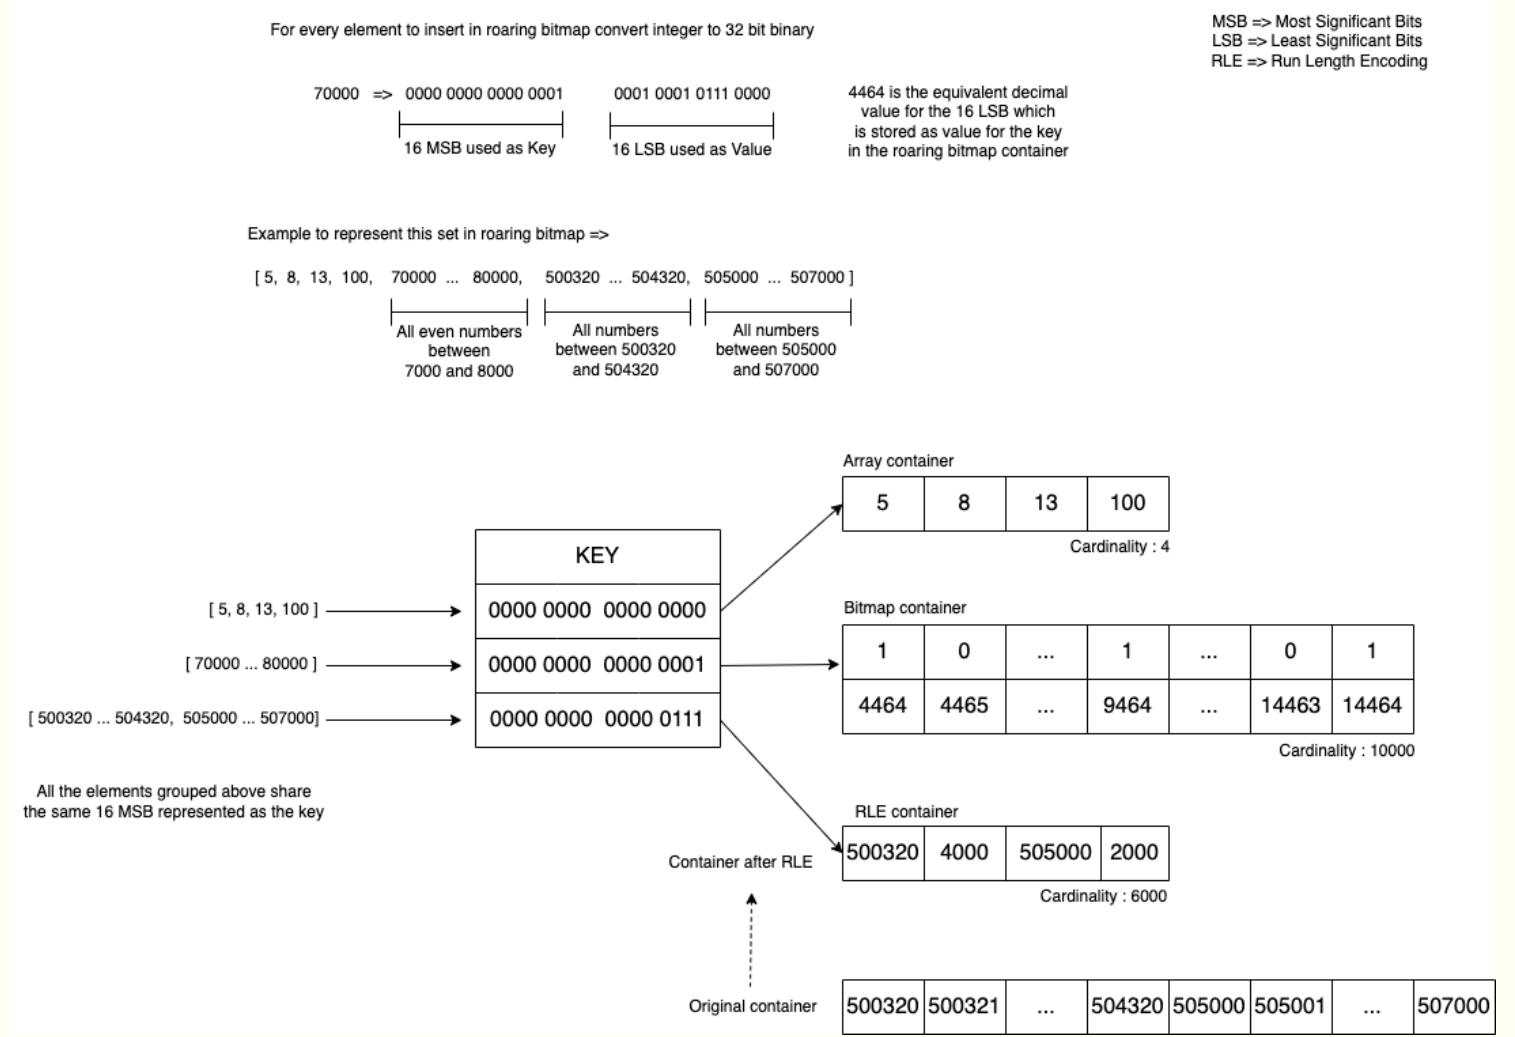 For every element to insert in roaring bitmap convert integer to 32 bit binary
MSB => Most Significant Bits
LSB => Least Significant Bits
RLE => Run Length Encoding
70000 => 0000 0000 0000 0001 0001 0001 0111 0000
16 MSB used as Key
16 LSB used as Value
4464 is the equivalent decimal
value for the 16 LSB which
is stored as value for the key
in the roaring bitmap container
Example to represent this set in roaring bitmap =>
[ 5, 8, 13, 100, 70000 ... 80000, 500320 ... 504320, 505000 ... 507000 ]
All even numbers
between
7000 and 8000
All numbers
between 500320
and 504320
All numbers
between 505000
and 507000
Array container
5 8 13 100
Cardinality : 4
KEY
[ 5, 8, 13, 100 ]
0000 0000 0000 0000
[ 70000 ... 80000 ]
0000 0000 0000 0001
[ 500320 ... 504320, 505000 ... 507000]
0000 0000 0000 0111
Bitmap container
1 0 ... 1 ... 0 1
4464 4465 ... 9464 ... 14463 14464
Cardinality : 10000
All the elements grouped above share
the same 16 MSB represented as the key
RLE container
Container after RLE
500320 4000 505000 2000
Cardinality : 6000
Original container
500320 500321 ... 504320 505000 505001 ... 507000